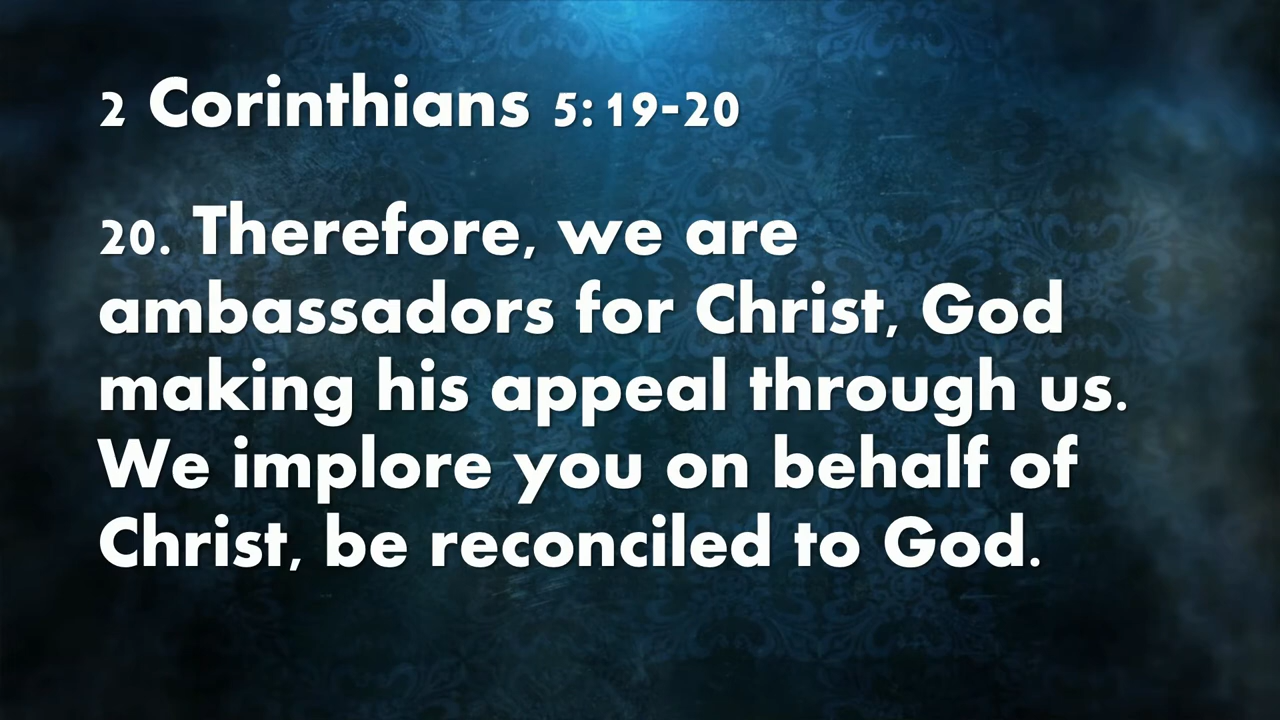 2 Corinthians 5:19-20
20. Therefore, we are
ambassadors for Christ, God
making his appeal through us.
We implore you on behalf of
Christ, be reconciled to God.